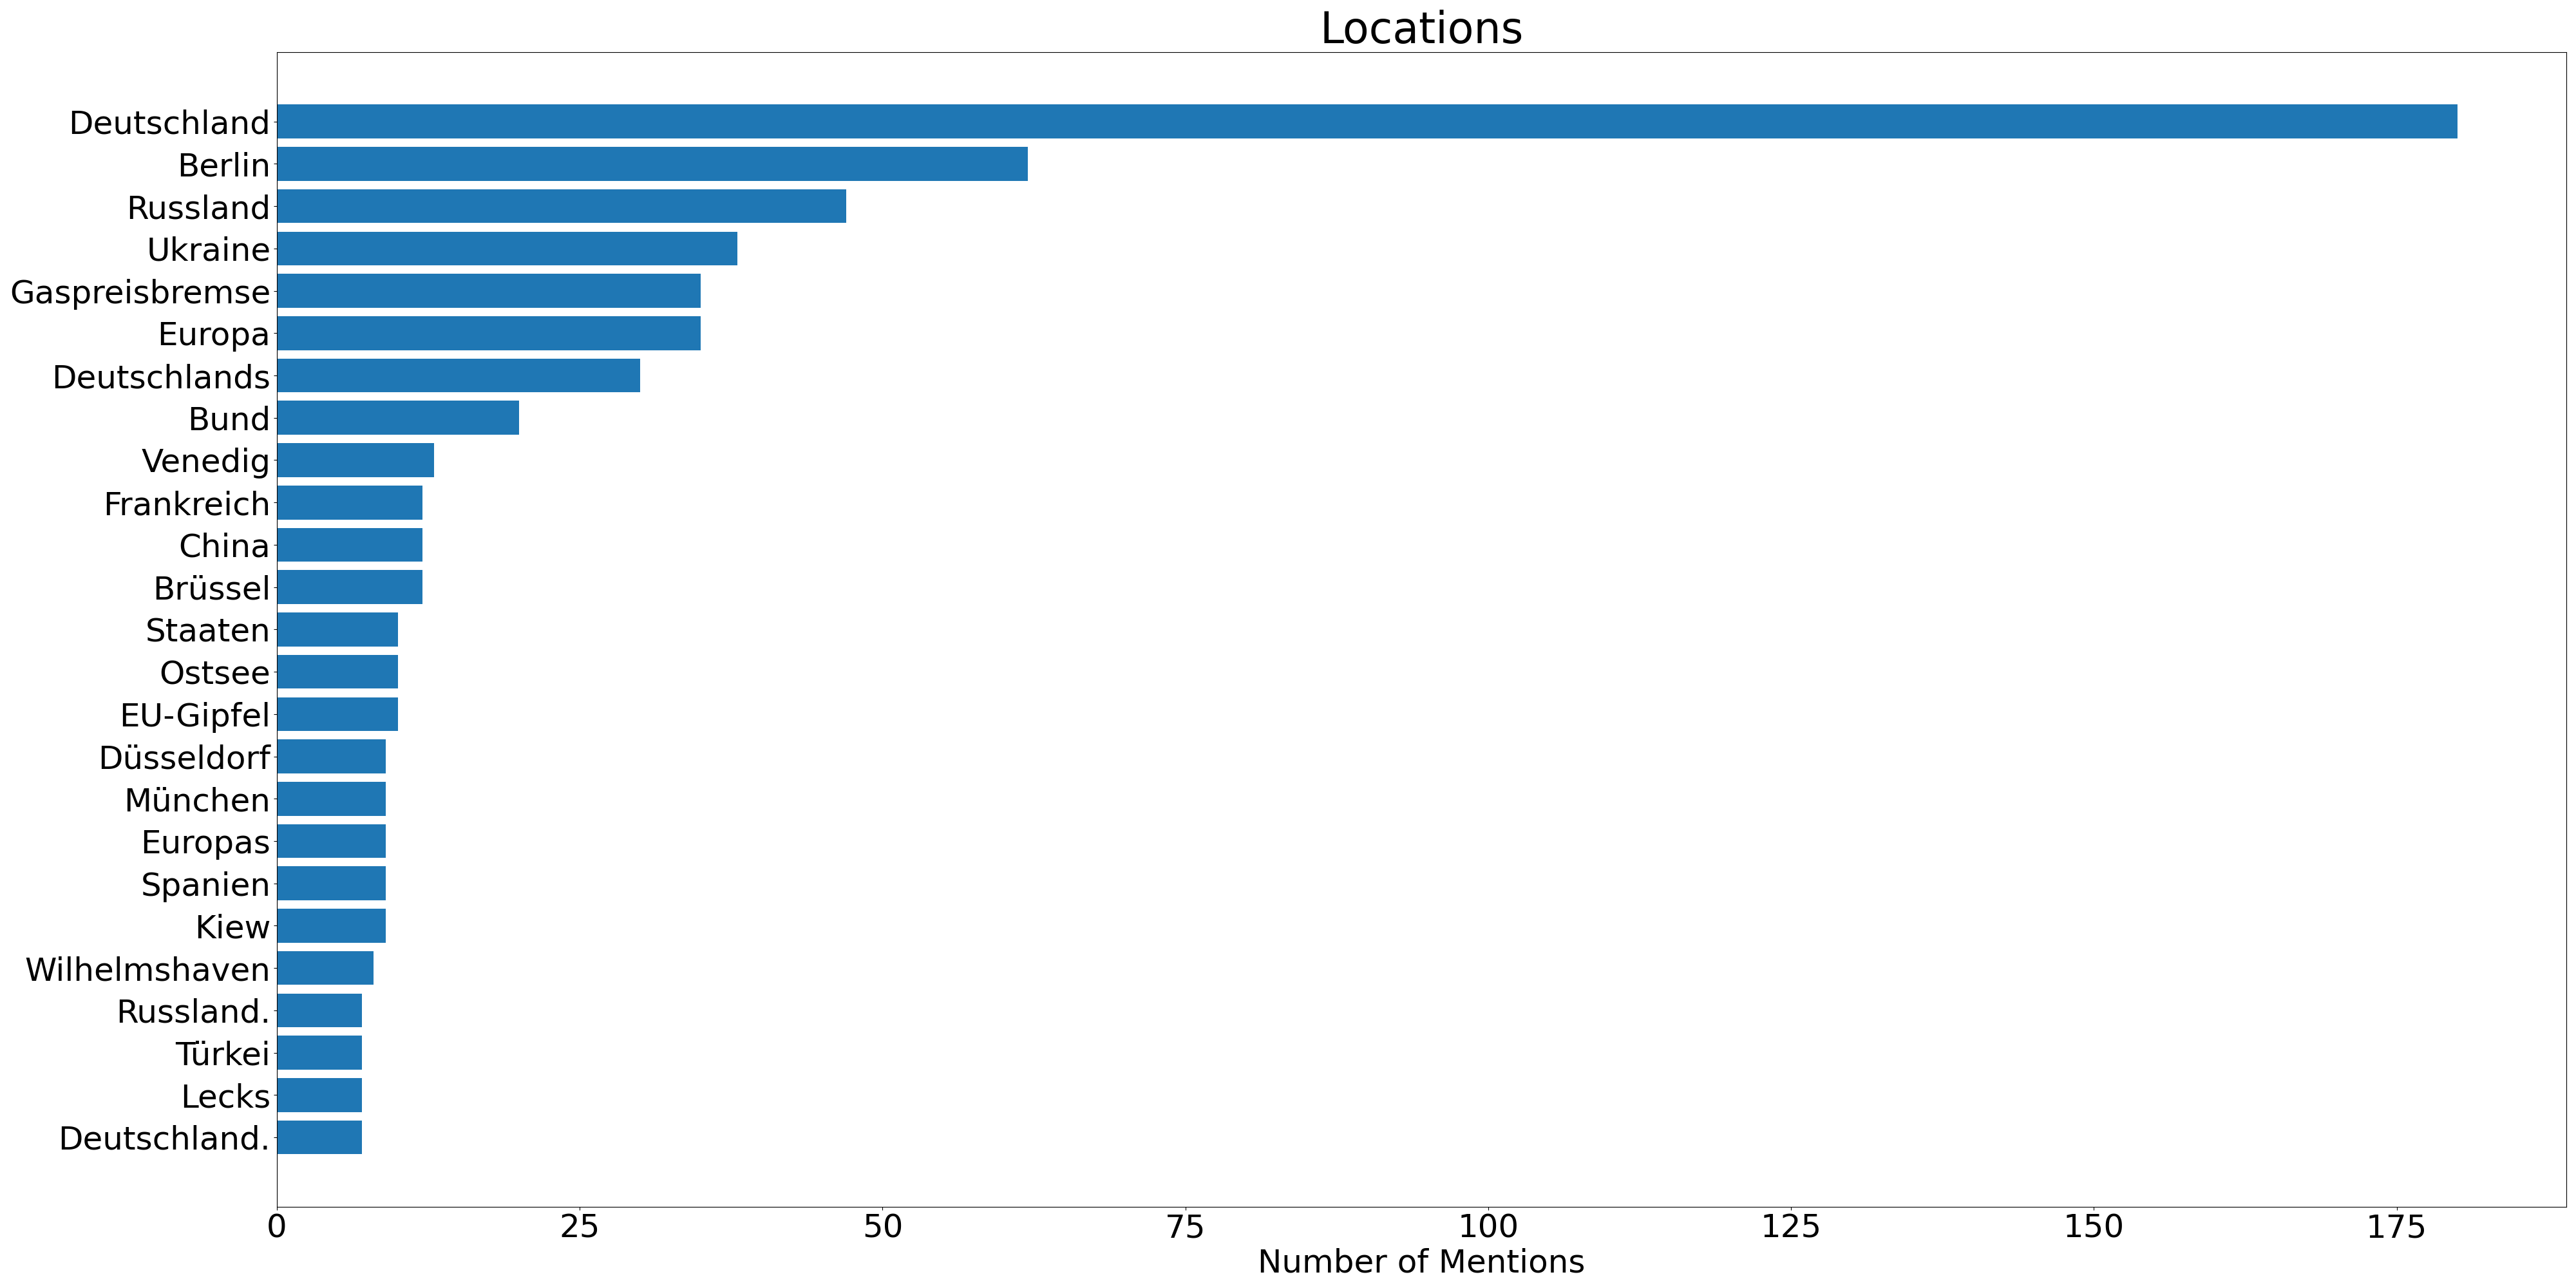 Locations
Deutschland
Berlin
Russland
Ukraine
Gaspreisbremse
Europa
Deutschlands
Bund
Venedig
Frankreich
China
Brüssel
Staaten
Ostsee
EU-Gipfel
Düsseldorf
München
Europas
Spanien
Kiew
Wilhelmshaven
Russland.
Türkei
Lecks
Deutschland.
0 25 50 75 100 125 150 175
Number of Mentions